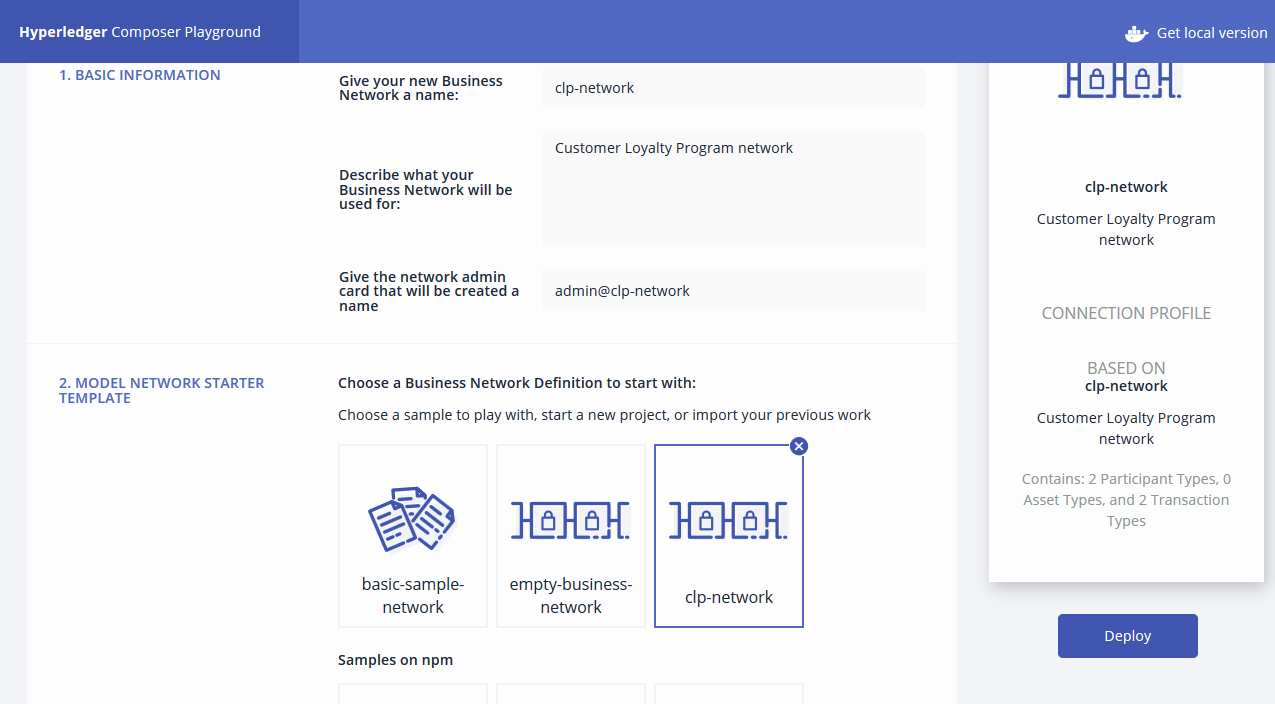 Hyperledger Composer Playground
Get local version
1. BASIC INFORMATION
Give your new Business
Network a name:
clp-network
Describe what your
Business Network will be
used for:
Customer Loyalty Program network
Give the network admin
card that will be created a
name
admin@clp-network
2. MODEL NETWORK STARTER
TEMPLATE
Choose a Business Network Definition to start with:
Choose a sample to play with, start a new project, or import your previous work
basic-sample-
network
empty-business-
network
clp-network
Samples on npm
clp-network
Customer Loyalty Program
network
CONNECTION PROFILE
BASED ON
clp-network
Customer Loyalty Program
network
Contains: 2 Participant Types, 0
Asset Types, and 2 Transaction
Types
Deploy